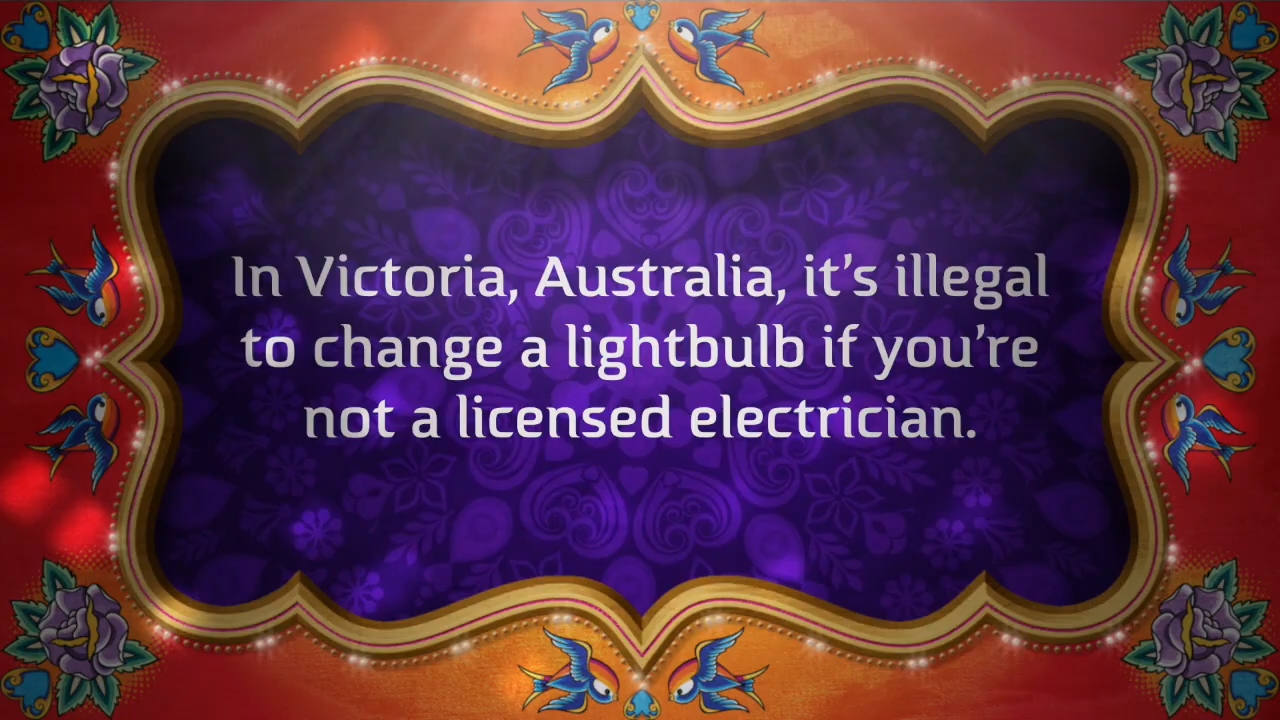 In Victoria, Australia, it’s illegal
to change a lightbulb if you’re
not a licensed electrician.